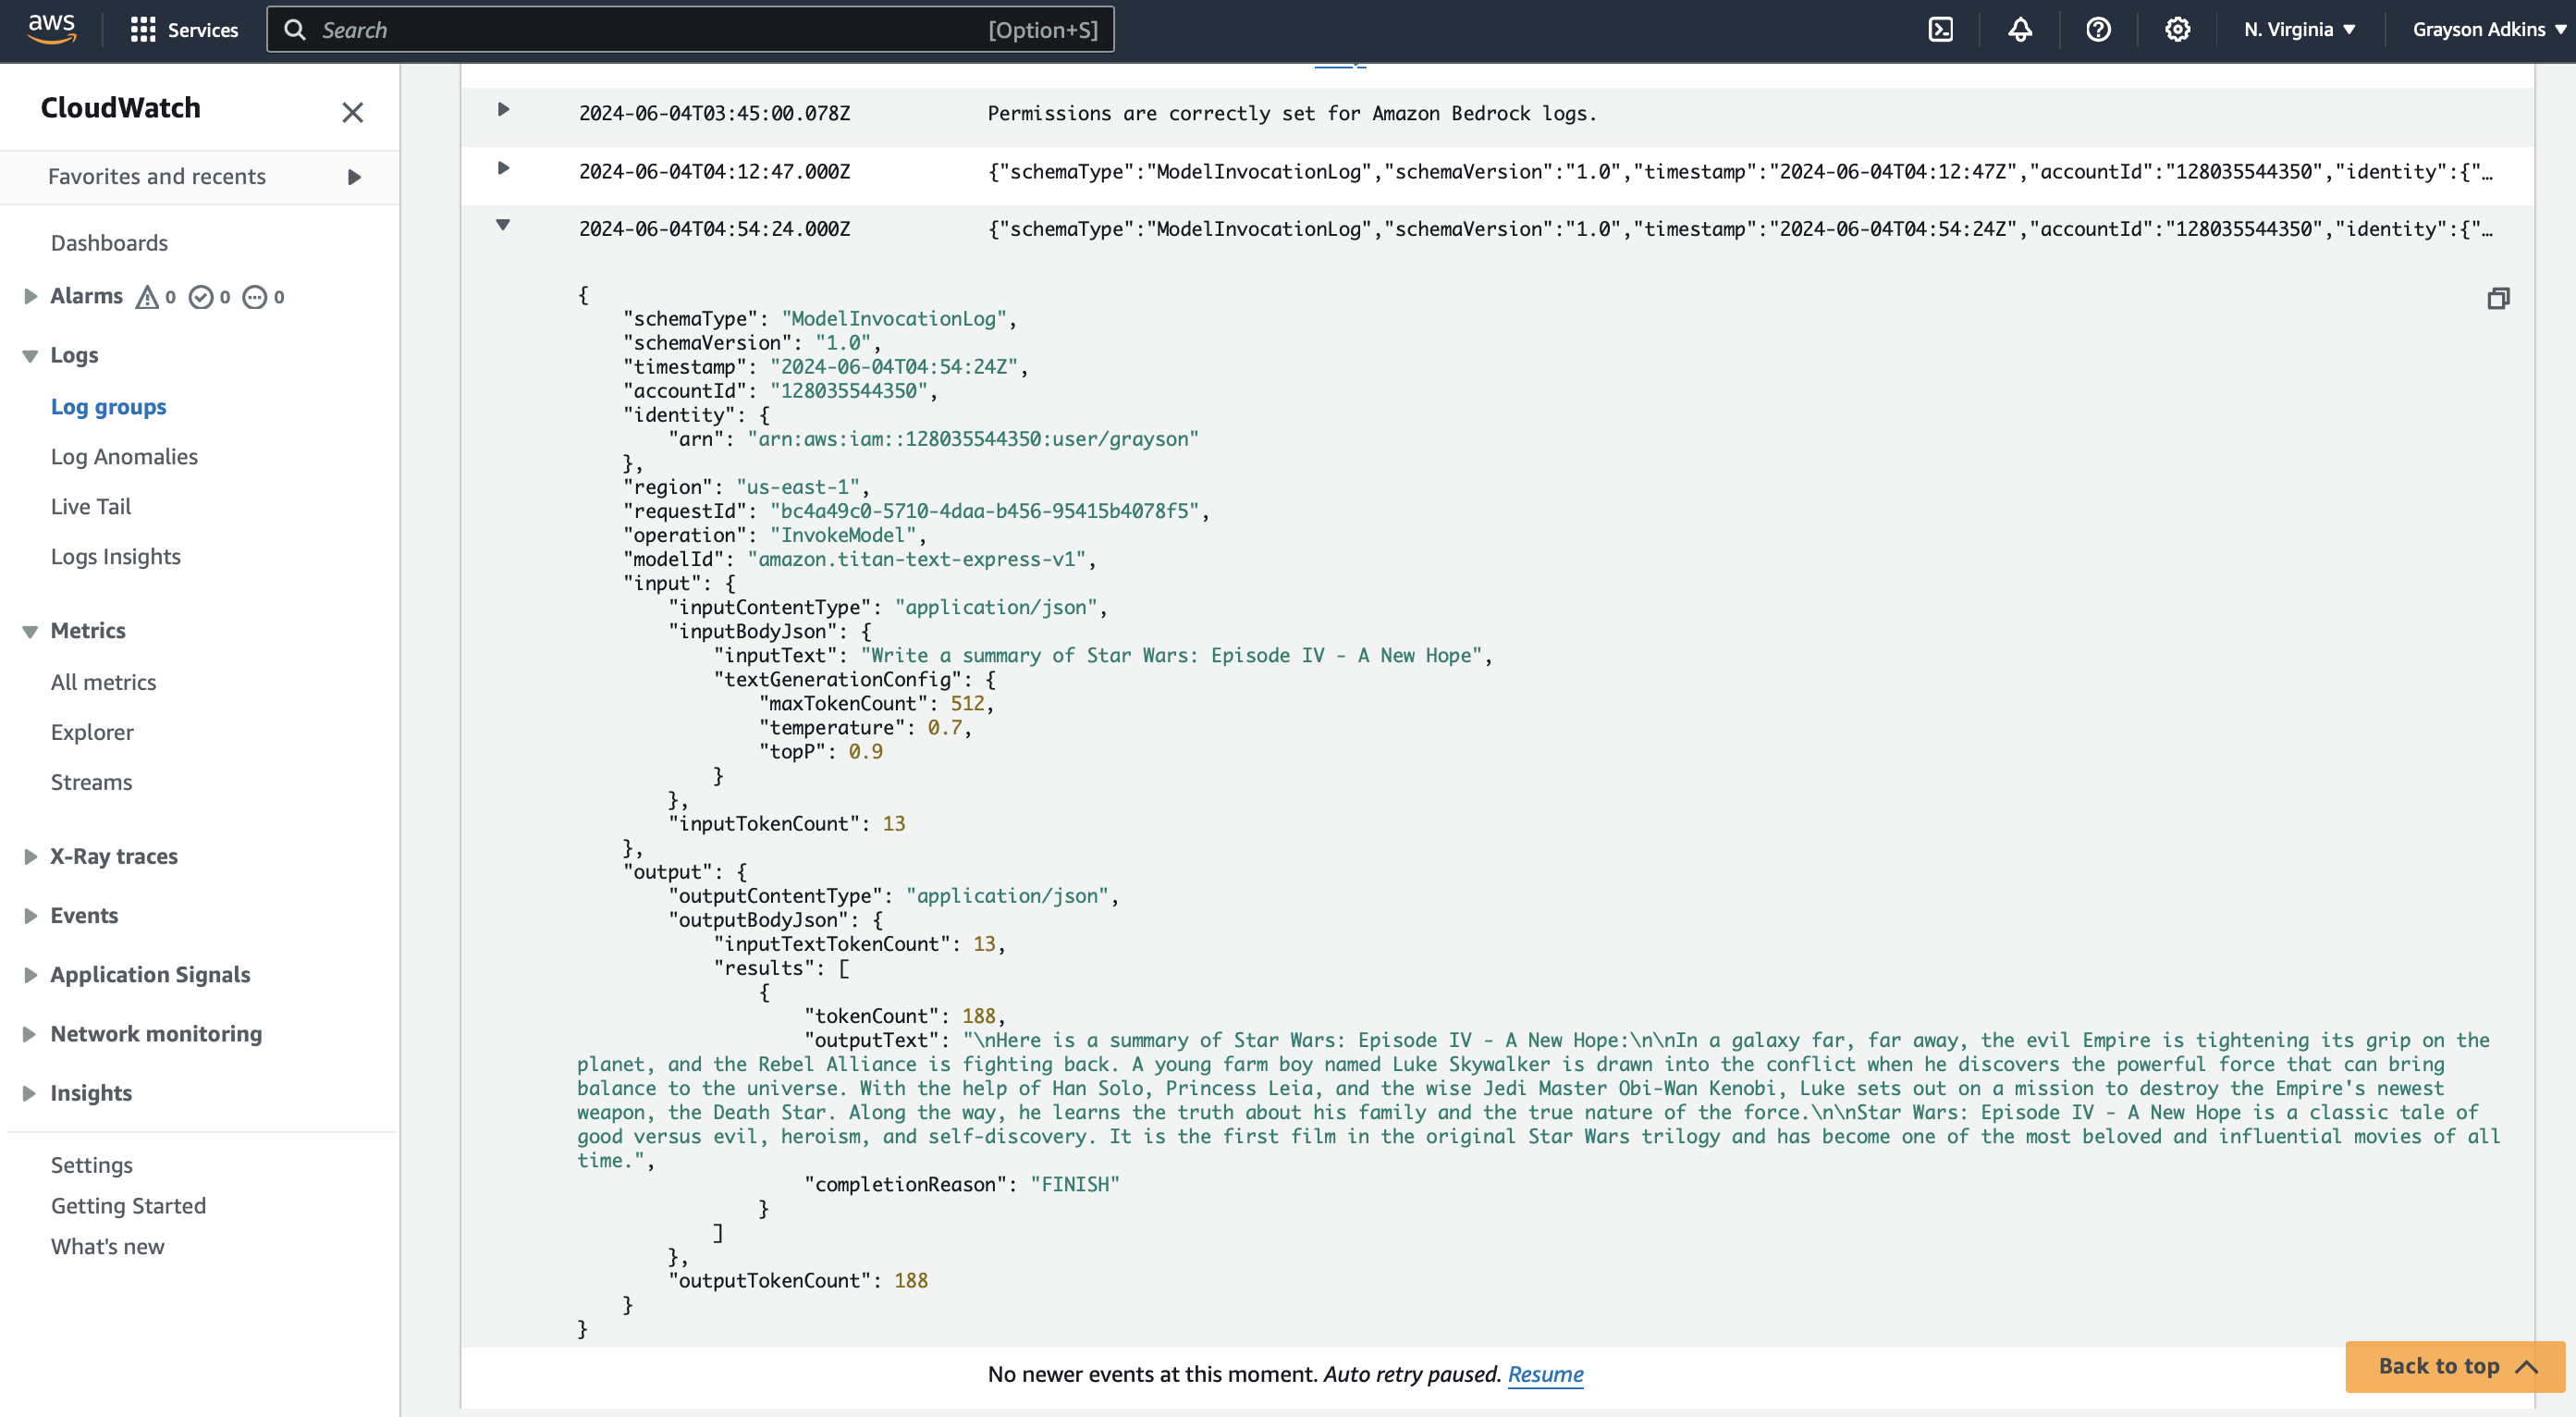 aws Services Search [Option+S] N. Virginia Grayson Adkins
CloudWatch
Favorites and recents
Dashboards
Alarms 0 0 0
Logs
Log groups
Log Anomalies
Live Tail
Logs Insights
Metrics
All metrics
Explorer
Streams
X-Ray traces
Events
Application Signals
Network monitoring
Insights
Settings
Getting Started
What's new
2024-06-04T03:45:00.078Z Permissions are correctly set for Amazon Bedrock logs.
2024-06-04T04:12:47.000Z {"schemaType":"ModelInvocationLog","schemaVersion":"1.0","timestamp":"2024-06-04T04:12:47Z","accountId":"128035544350","identity":{"…
2024-06-04T04:54:24.000Z {"schemaType":"ModelInvocationLog","schemaVersion":"1.0","timestamp":"2024-06-04T04:54:24Z","accountId":"128035544350","identity":{"…
{
"schemaType": "ModelInvocationLog",
"schemaVersion": "1.0",
"timestamp": "2024-06-04T04:54:24Z",
"accountId": "128035544350",
"identity": {
"arn": "arn:aws:iam::128035544350:user/grayson"
},
"region": "us-east-1",
"requestId": "bc4a49c0-5710-4daa-b456-95415b4078f5",
"operation": "InvokeModel",
"modelId": "amazon.titan-text-express-v1",
"input": {
"inputContentType": "application/json",
"inputBodyJson": {
"inputText": "Write a summary of Star Wars: Episode IV - A New Hope",
"textGenerationConfig": {
"maxTokenCount": 512,
"temperature": 0.7,
"topP": 0.9
}
},
"inputTokenCount": 13
},
"output": {
"outputContentType": "application/json",
"outputBodyJson": {
"inputTextTokenCount": 13,
"results": [
{
"tokenCount": 188,
"outputText": "\nHere is a summary of Star Wars: Episode IV - A New Hope:\n\nIn a galaxy far, far away, the evil Empire is tightening its grip on the
planet, and the Rebel Alliance is fighting back. A young farm boy named Luke Skywalker is drawn into the conflict when he discovers the powerful force that can bring
balance to the universe. With the help of Han Solo, Princess Leia, and the wise Jedi Master Obi-Wan Kenobi, Luke sets out on a mission to destroy the Empire's newest
weapon, the Death Star. Along the way, he learns the truth about his family and the true nature of the force.\n\nStar Wars: Episode IV - A New Hope is a classic tale of
good versus evil, heroism, and self-discovery. It is the first film in the original Star Wars trilogy and has become one of the most beloved and influential movies of all
time.",
"completionReason": "FINISH"
}
]
},
"outputTokenCount": 188
}
}
No newer events at this moment. Auto retry paused. Resume
Back to top